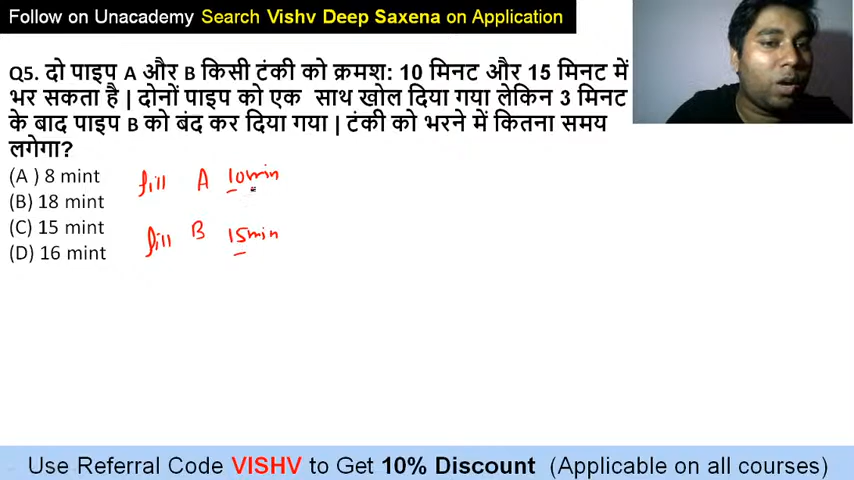 Follow on Unacademy Search Vishv Deep Saxena on Application
Q5. दो पाइप A और B किसी टंकी को क्रमश: 10 मिनट और 15 मिनट में
भर सकता है | दोनों पाइप को एक साथ खोल दिया गया लेकिन 3 मिनट
के बाद पाइप B को बंद कर दिया गया | टंकी को भरने में कितना समय
लगेगा?
(A ) 8 mint
(B) 18 mint
(C) 15 mint
(D) 16 mint
fill A 10min
fill B 15min
Use Referral Code VISHV to Get 10% Discount (Applicable on all courses)